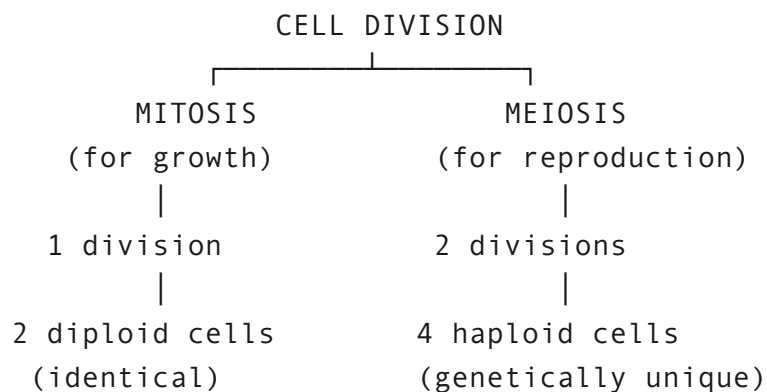 CELL DIVISION
MITOSIS MEIOSIS
(for growth) (for reproduction)
1 division 2 divisions
2 diploid cells 4 haploid cells
(identical) (genetically unique)